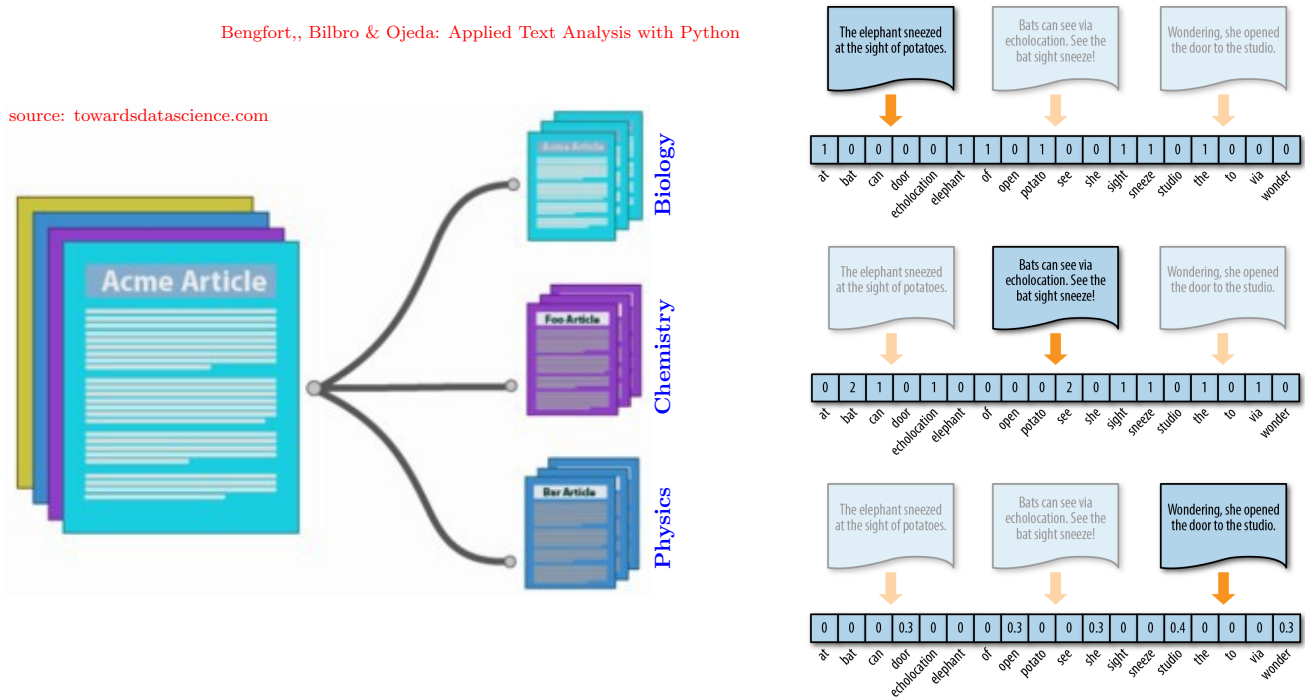 Bengfort,, Bilbro & Ojeda: Applied Text Analysis with Python
source: towardsdatascience.com
Acme Article
Acme Article
Biology
Foo Article
Chemistry
Bar Article
Physics
The elephant sneezed
at the sight of potatoes.
Bats can see via
echolocation. See the
bat sight sneeze!
Wondering, she opened
the door to the studio.
1 0 0 0 0 1 1 0 1 0 0 1 1 0 1 0 0 0
at bat can door echolocation elephant of open potato see she sight sneeze studio the to via wonder
The elephant sneezed
at the sight of potatoes.
Bats can see via
echolocation. See the
bat sight sneeze!
Wondering, she opened
the door to the studio.
0 2 1 0 1 0 0 0 0 2 0 1 1 0 1 0 1 0
at bat can door echolocation elephant of open potato see she sight sneeze studio the to via wonder
The elephant sneezed
at the sight of potatoes.
Bats can see via
echolocation. See the
bat sight sneeze!
Wondering, she opened
the door to the studio.
0 0 0 0.3 0 0 0 0.3 0 0 0.3 0 0 0.4 0 0 0 0.3
at bat can door echolocation elephant of open potato see she sight sneeze studio the to via wonder